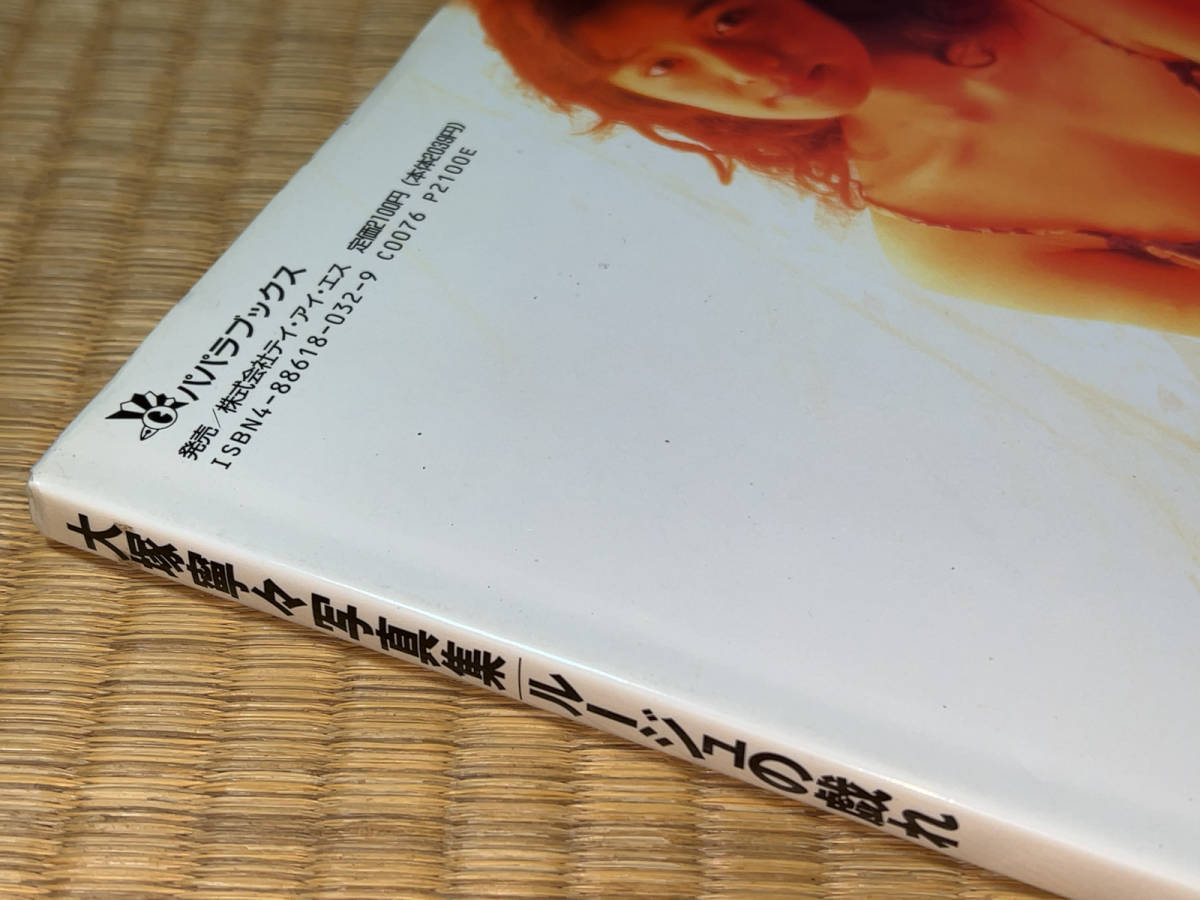 パパラブックス
発売/株式会社テイ・アイ・エス 定価2100円(本体2039円)
ISBN4-88618-032-9 C0076 P2100E
大塚寧々写真集|ルージュの戯れ